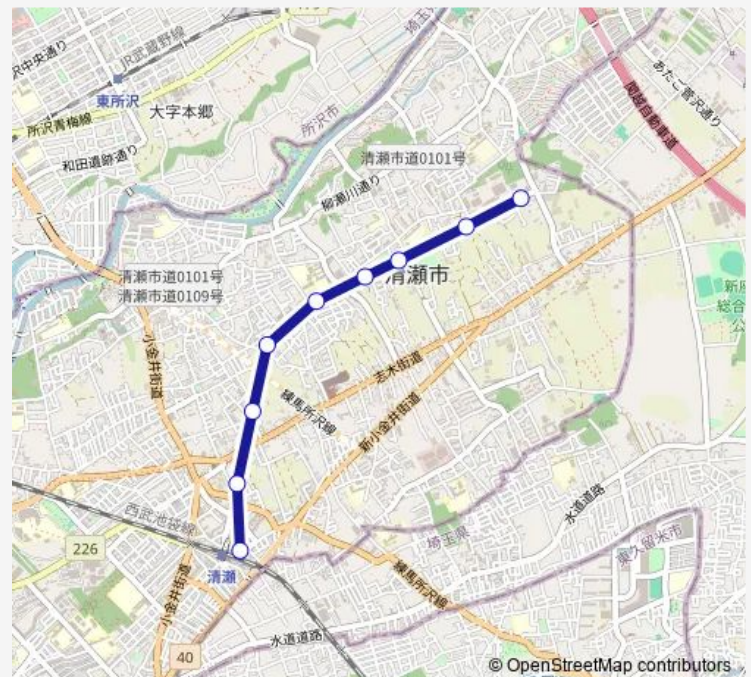 沢中央通り
JR武蔵野線
東所沢
大字本郷
所沢青梅線
和田遺跡通り
所沢市
埼玉
清瀬市道0101号
柳瀬川通り
あたご菅沢通り
関越自動車道
清瀬市道0101号
清瀬市道0109号
清瀬市
新座
総合
公
小金井街道
志木街道
練馬所沢線
新小金井街道
西武池袋線
226
清瀬
水道道路
埼玉県
東久留米市
小金井街道
練馬所沢線
水道道路
40
© OpenStreetMap contributors